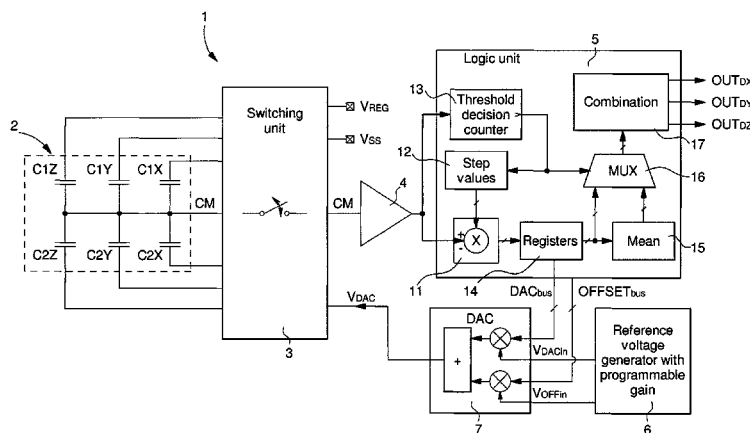 1
2
C1Z
C1Y
C1X
C2Z
C2Y
C2X
CM
Switching
unit
3
VREG
VSS
CM
VDAC
4
Logic unit
5
13
Threshold
decision
counter
12
Step
values
+
-
X
11
Registers
14
Mean
15
MUX
16
Combination
17
OUTDX
OUTDY
OUTDZ
DACbus
OFFSETbus
DAC
+
VDACin
VOFFin
7
Reference
voltage
generator with
programmable
gain
6